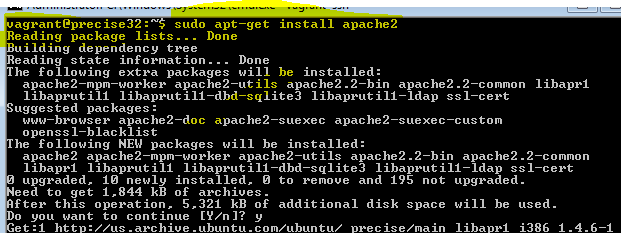 vagrant@precise32:~$ sudo apt-get install apache2
Reading package lists... Done
Building dependency tree
Reading state information... Done
The following extra packages will be installed:
apache2-mpm-worker apache2-utils apache2.2-bin apache2.2-common libapr1
libaprutil1 libaprutil1-dbd-sqlite3 libaprutil1-ldap ssl-cert
Suggested packages:
www-browser apache2-doc apache2-suexec apache2-suexec-custom
openssl-blacklist
The following NEW packages will be installed:
apache2 apache2-mpm-worker apache2-utils apache2.2-bin apache2.2-common
libapr1 libaprutil1 libaprutil1-dbd-sqlite3 libaprutil1-ldap ssl-cert
0 upgraded, 10 newly installed, 0 to remove and 195 not upgraded.
Need to get 1,844 kB of archives.
After this operation, 5,321 kB of additional disk space will be used.
Do you want to continue [Y/n]? y
Get:1 http://us.archive.ubuntu.com/ubuntu/ precise/main libapr1 i386 1.4.6-1